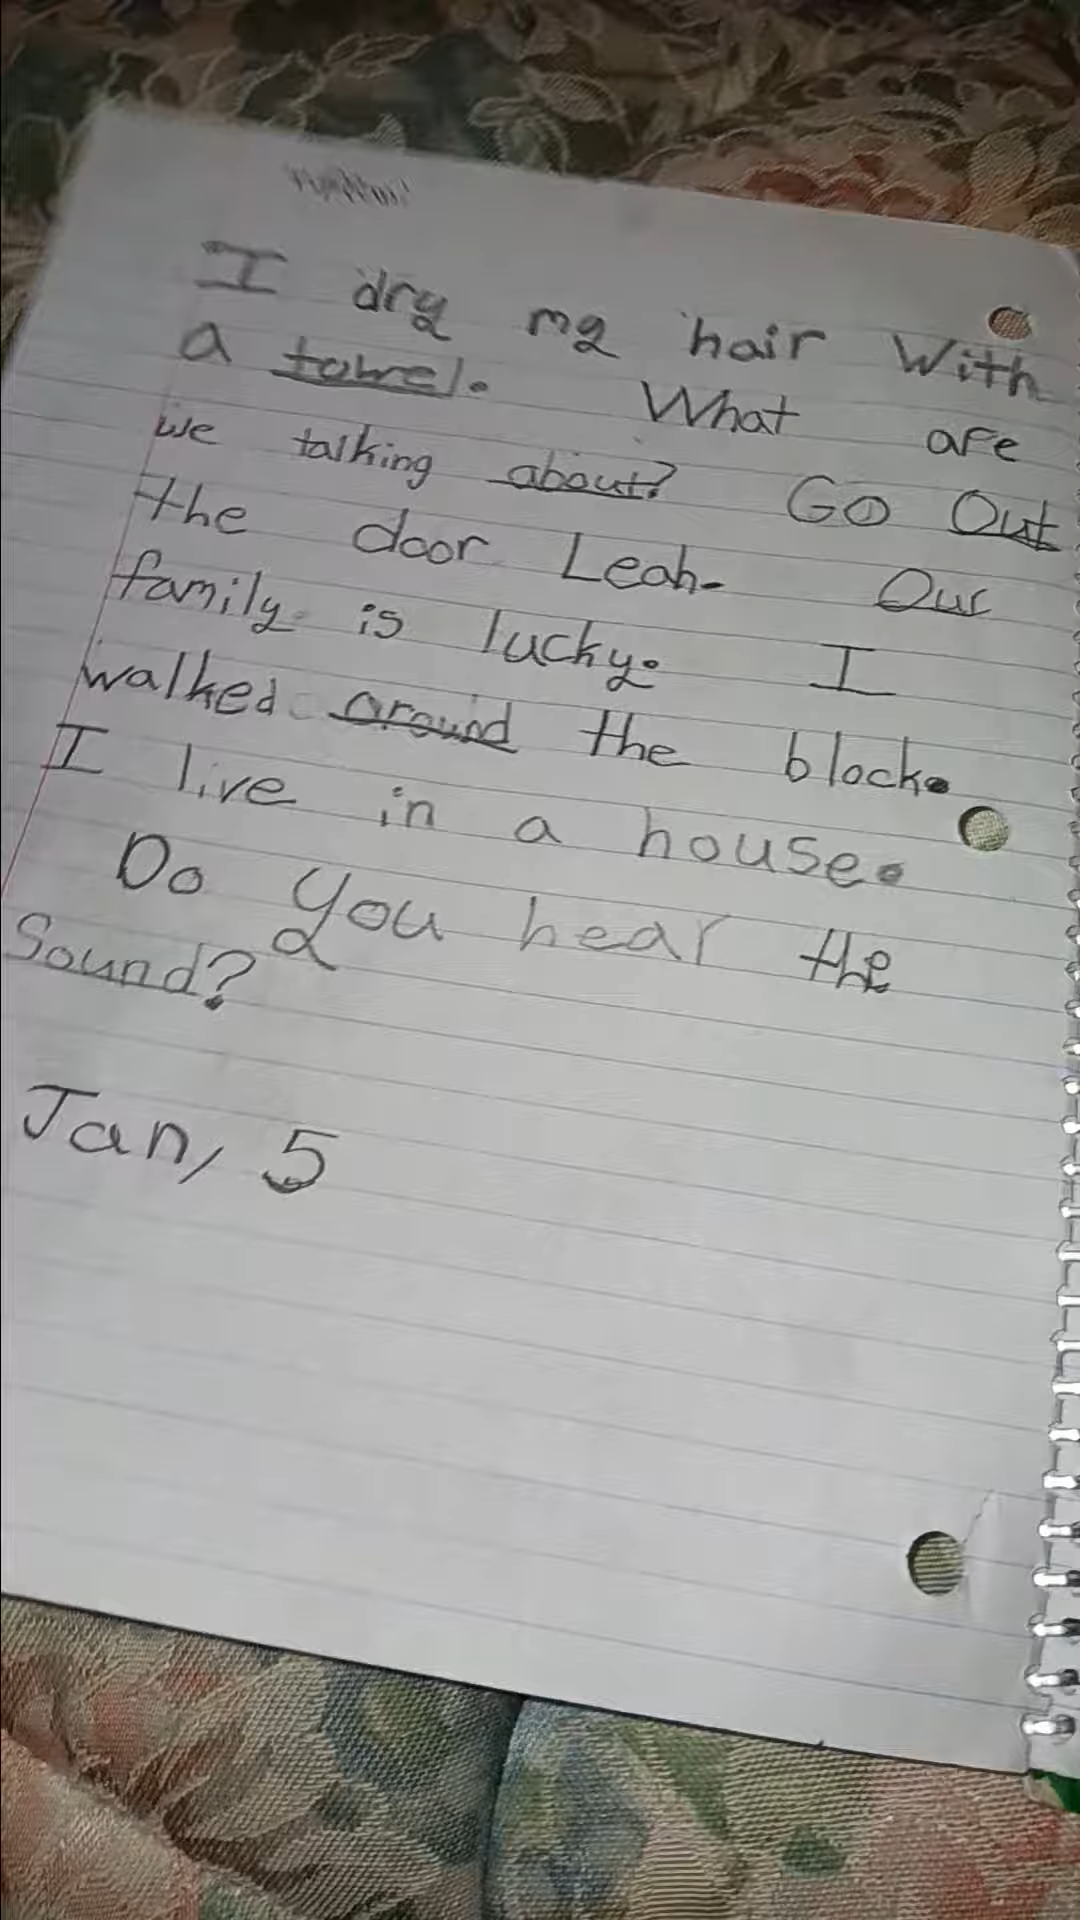 I dry my hair With
a towel. What are
we talking about? GO Out
the door Leah. Our
family is lucky. I
walked around the block.
I live in a house.
Do you hear the
Sound?
Jan, 5